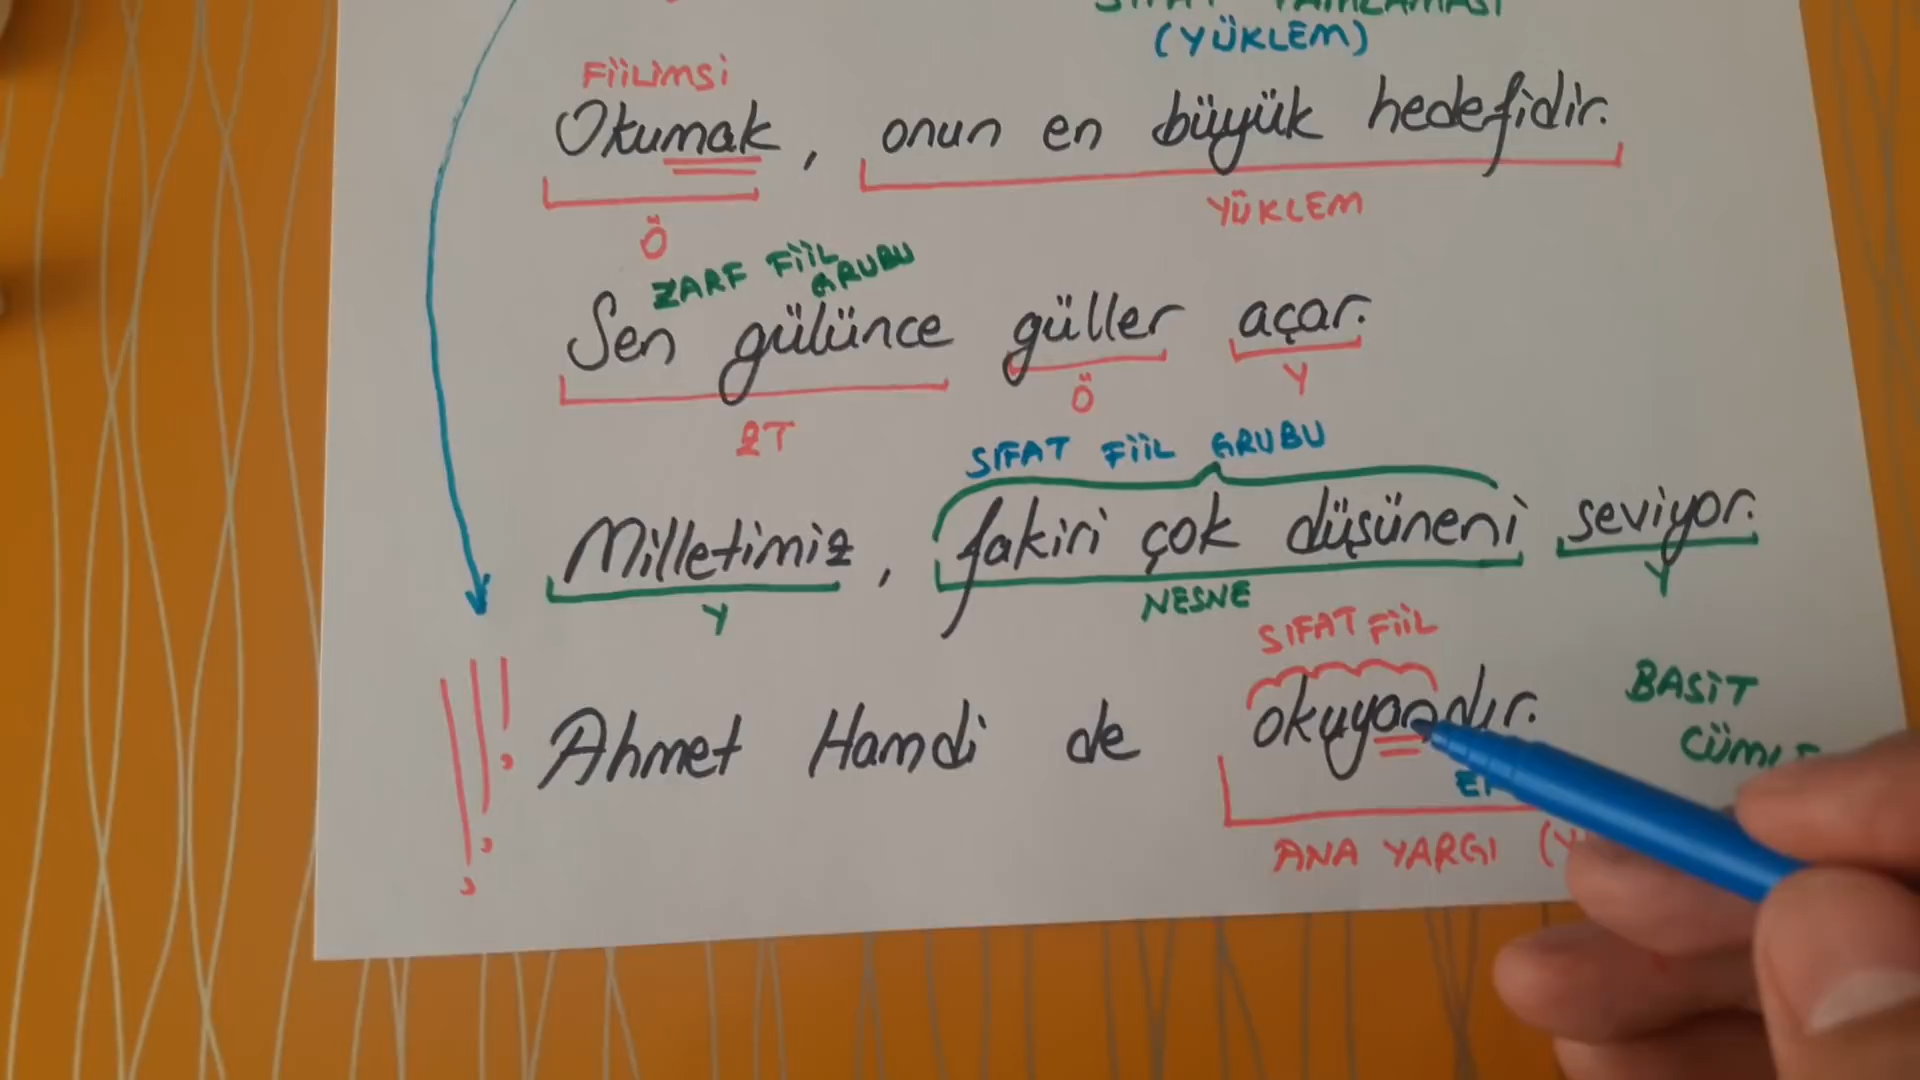 (YÜKLEM)
FİİLİMSİ
Okumak, onun en büyük hedefidir.
Ö YÜKLEM
ZARF FİİL GRUBU
Sen gülünce güller açar.
ZT Ö Y
SIFAT FİİL GRUBU
Milletimiz, fakiri çok düşüneni seviyor.
Y NESNE Y
SIFAT FİİL
Ahmet Hamdi de okuyandır. BASİT
ANA YARGI